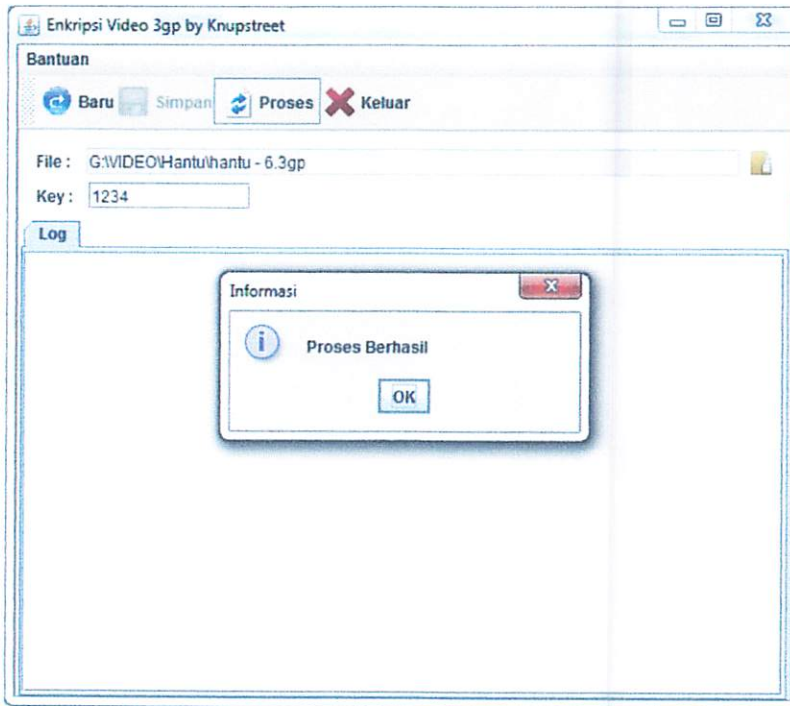 Enkripsi Video 3gp by Knupstreet
Bantuan
Baru Simpan Proses Keluar
File : G:\VIDEO\Hantu\hantu - 6.3gp
Key : 1234
Log
Informasi
Proses Berhasil
OK